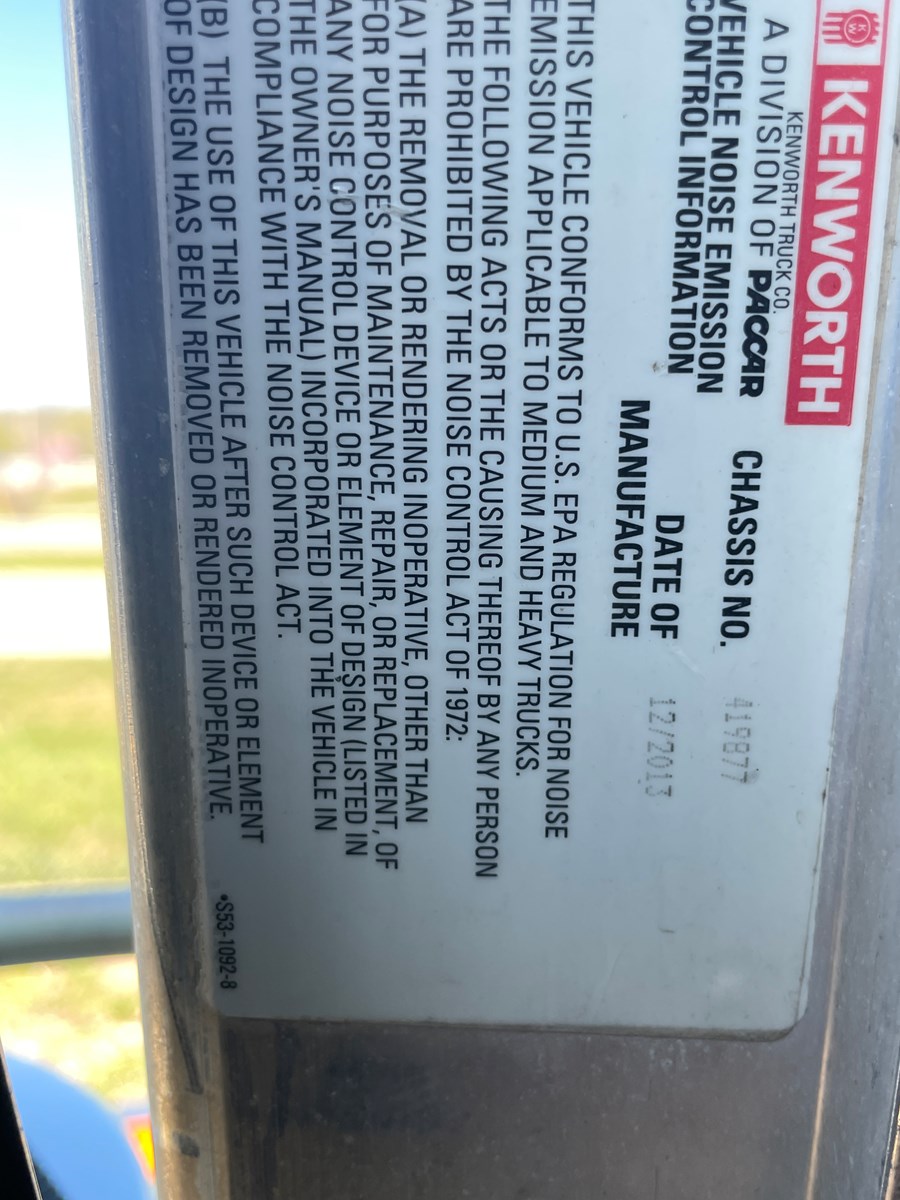 KENWORTH
KENWORTH TRUCK CO.
A DIVISION OF PACCAR
VEHICLE NOISE EMISSION
CONTROL INFORMATION
CHASSIS NO. 419877
DATE OF
MANUFACTURE
12/2013
THIS VEHICLE CONFORMS TO U.S. EPA REGULATION FOR NOISE
EMISSION APPLICABLE TO MEDIUM AND HEAVY TRUCKS.
THE FOLLOWING ACTS OR THE CAUSING THEREOF BY ANY PERSON
ARE PROHIBITED BY THE NOISE CONTROL ACT OF 1972:
(A) THE REMOVAL OR RENDERING INOPERATIVE, OTHER THAN
FOR PURPOSES OF MAINTENANCE, REPAIR, OR REPLACEMENT, OF
ANY NOISE CONTROL DEVICE OR ELEMENT OF DESIGN (LISTED IN
THE OWNER'S MANUAL) INCORPORATED INTO THE VEHICLE IN
COMPLIANCE WITH THE NOISE CONTROL ACT.
(B) THE USE OF THIS VEHICLE AFTER SUCH DEVICE OR ELEMENT
OF DESIGN HAS BEEN REMOVED OR RENDERED INOPERATIVE.
•S53-1092-8